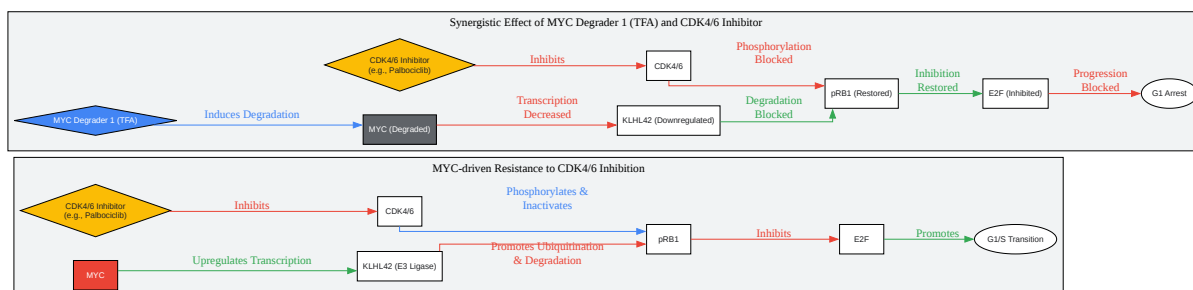 Synergistic Effect of MYC Degrader 1 (TFA) and CDK4/6 Inhibitor
CDK4/6 Inhibitor
(e.g., Palbociclib)
Inhibits
CDK4/6
Phosphorylation
Blocked
MYC Degrader 1 (TFA)
Induces Degradation
MYC (Degraded)
Transcription
Decreased
KLHL42 (Downregulated)
Degradation
Blocked
pRB1 (Restored)
Inhibition
Restored
E2F (Inhibited)
Progression
Blocked
G1 Arrest
MYC-driven Resistance to CDK4/6 Inhibition
CDK4/6 Inhibitor
(e.g., Palbociclib)
Inhibits
CDK4/6
Phosphorylates &
Inactivates
MYC
Upregulates Transcription
KLHL42 (E3 Ligase)
Promotes Ubiquitination
& Degradation
pRB1
Inhibits
E2F
Promotes
G1/S Transition